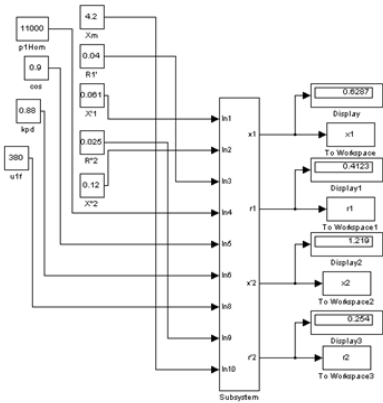 11000
p1Hom
0.9
cos
0.88
kpd
380
u1f
4.2
Xm
0.04
R1'
0.061
X'1
0.025
R"2
0.12
X"2
In1
In2
In3
In4
In5
In6
In8
In9
In10
x1
r1
x'2
r'2
Subsystem
0.6287
Display
x1
To Workspace
0.4123
Display1
r1
To Workspace1
1.219
Display2
x2
To Workspace2
0.254
Display3
r2
To Workspace3